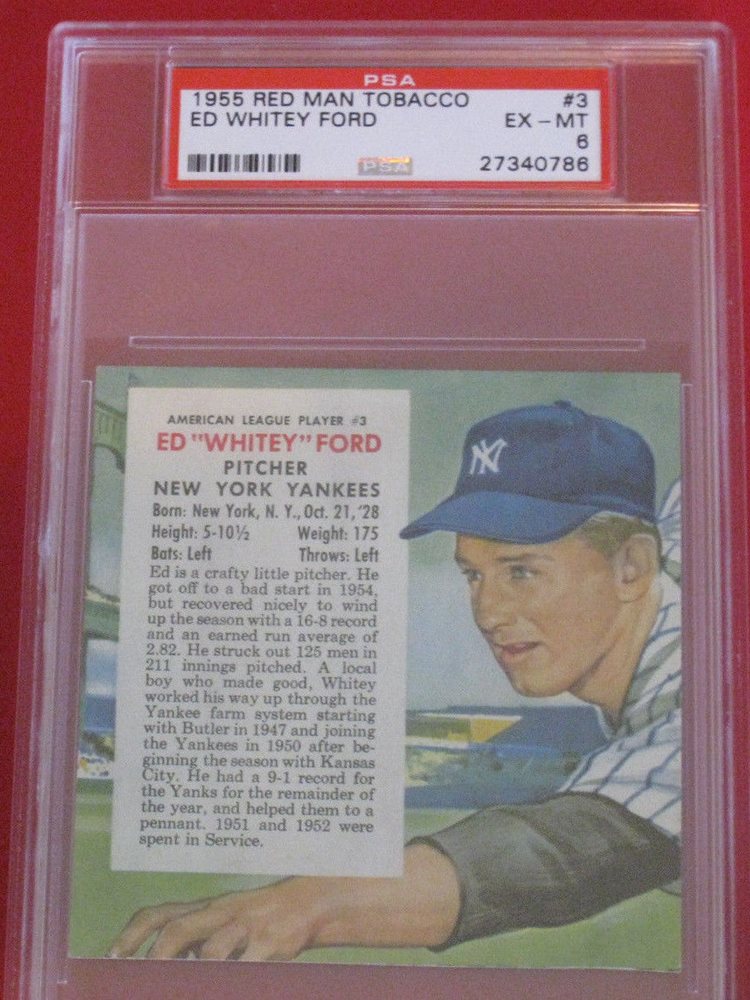 PSA
1955 RED MAN TOBACCO #3
ED WHITEY FORD EX - MT
6
PSA 27340786
AMERICAN LEAGUE PLAYER #3
ED "WHITEY" FORD
PITCHER
NEW YORK YANKEES
Born: New York, N. Y., Oct. 21, '28
Height: 5-10½ Weight: 175
Bats: Left Throws: Left
Ed is a crafty little pitcher. He
got off to a bad start in 1954,
but recovered nicely to wind
up the season with a 16-8 record
and an earned run average of
2.82. He struck out 125 men in
211 innings pitched. A local
boy who made good, Whitey
worked his way up through the
Yankee farm system starting
with Butler in 1947 and joining
the Yankees in 1950 after be-
ginning the season with Kansas
City. He had a 9-1 record for
the Yanks for the remainder of
the year, and helped them to a
pennant. 1951 and 1952 were
spent in Service.
NY